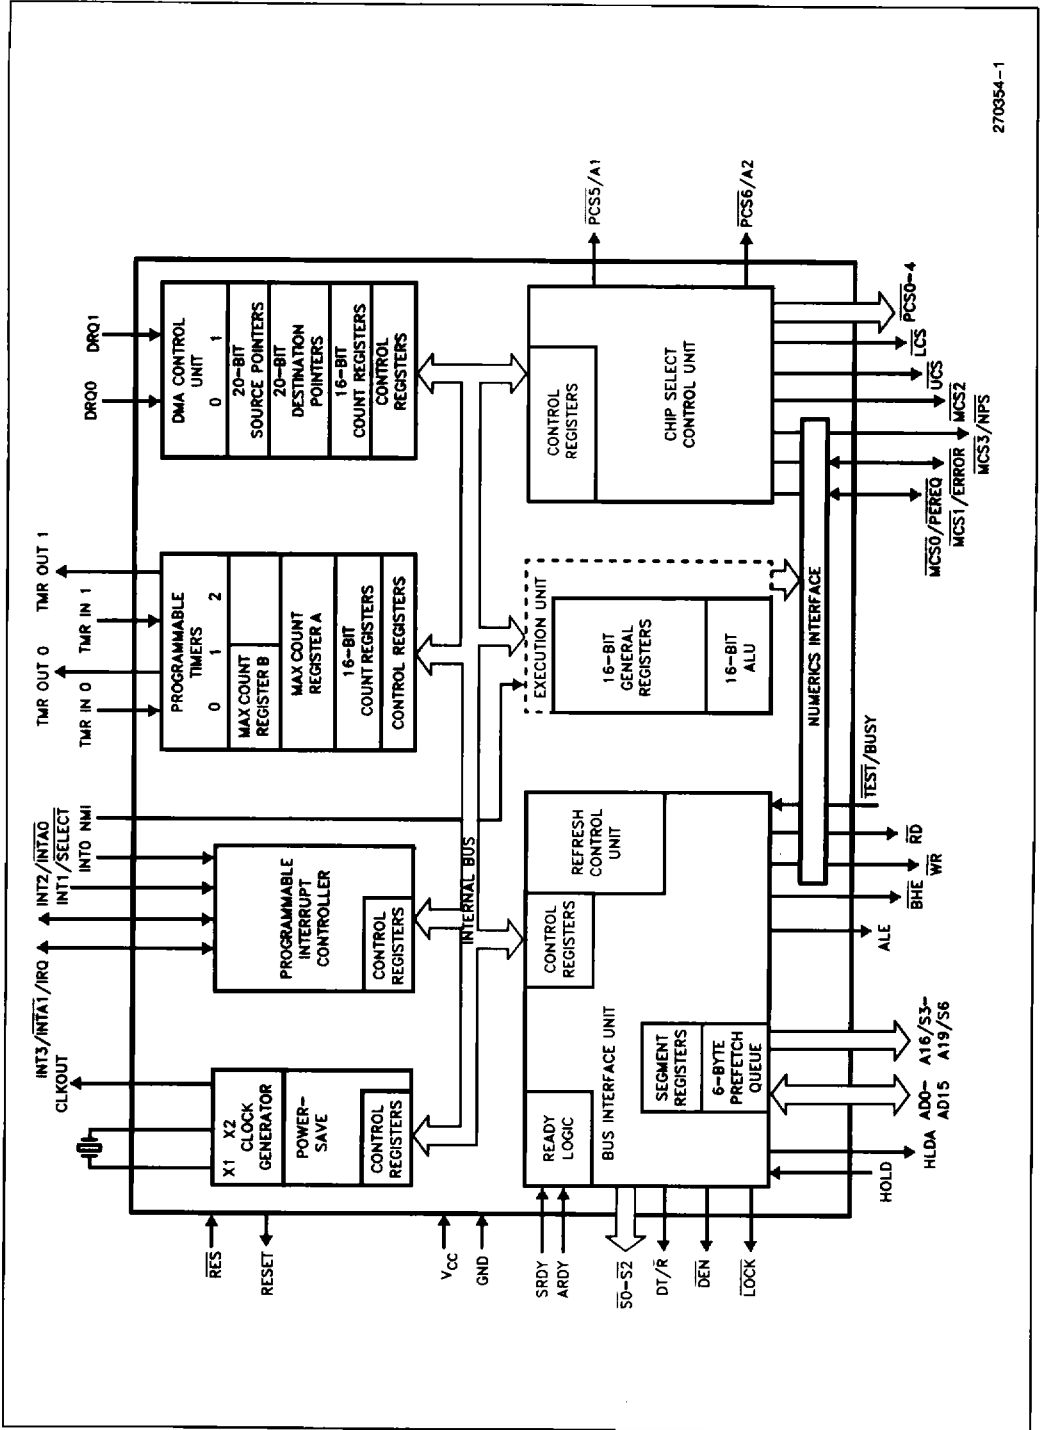 INT3/INTA1/IRQ
INT2/INTA0
CLKOUT
INT1/SELECT
INT0 NMI
TMR OUT 0
TMR IN 0
TMR OUT 1
TMR IN 1
DRQ0
DRQ1
X1 X2
CLOCK
GENERATOR
POWER-
SAVE
CONTROL
REGISTERS
PROGRAMMABLE
INTERRUPT
CONTROLLER
CONTROL
REGISTERS
PROGRAMMABLE
TIMERS
0 1 2
MAX COUNT
REGISTER B
MAX COUNT
REGISTER A
16-BIT
COUNT REGISTERS
CONTROL REGISTERS
DMA CONTROL
UNIT
0 1
20-BIT
SOURCE POINTERS
20-BIT
DESTINATION
POINTERS
16-BIT
COUNT REGISTERS
CONTROL
REGISTERS
RES
RESET
VCC
GND
SRDY
ARDY
S0-S2
DT/R
DEN
LOCK
INTERNAL BUS
READY
LOGIC
BUS INTERFACE UNIT
CONTROL
REGISTERS
REFRESH
CONTROL
UNIT
SEGMENT
REGISTERS
6-BYTE
PREFETCH
QUEUE
EXECUTION UNIT
16-BIT
GENERAL
REGISTERS
16-BIT
ALU
CONTROL
REGISTERS
CHIP SELECT
CONTROL UNIT
PCS5/A1
PCS6/A2
NUMERICS INTERFACE
HOLD
HLDA
AD0-
AD15
A16/S3-
A19/S6
ALE
BHE
WR
RD
TEST/BUSY
MCS0/PEREQ
MCS1/ERROR
MCS3/NPS
MCS2
UCS
LCS
PCS0-4
270354-1